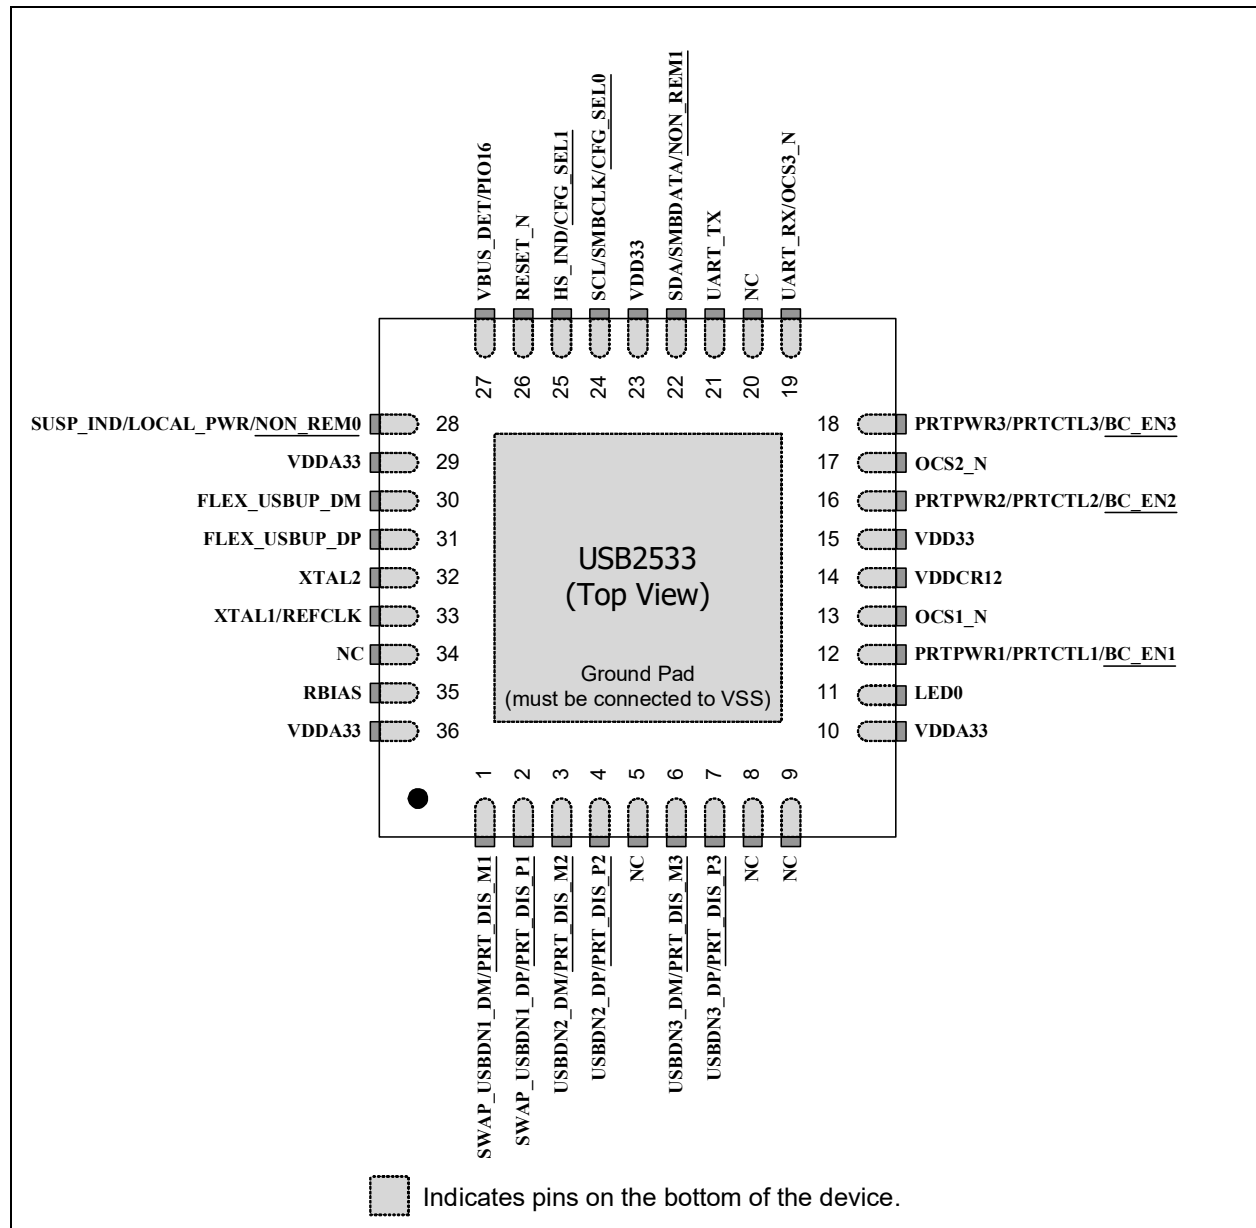 VBUS_DET/PIO16
RESET_N
HS_IND/CFG_SEL1
SCL/SMBCLK/CFG_SEL0
VDD33
SDA/SMBDATA/NON_REM1
UART_TX
NC
UART_RX/OCS3_N
27
26
25
24
23
22
21
20
19
SUSP_IND/LOCAL_PWR/NON_REM0 28
VDDA33 29
FLEX_USBUP_DM 30
FLEX_USBUP_DP 31
XTAL2 32
XTAL1/REFCLK 33
NC 34
RBIAS 35
VDDA33 36
USB2533
(Top View)
Ground Pad
(must be connected to VSS)
18 PRTPWR3/PRTCTL3/BC_EN3
17 OCS2_N
16 PRTPWR2/PRTCTL2/BC_EN2
15 VDD33
14 VDDCR12
13 OCS1_N
12 PRTPWR1/PRTCTL1/BC_EN1
11 LED0
10 VDDA33
1
2
3
4
5
6
7
8
9
SWAP_USBDN1_DM/PRT_DIS_M1
SWAP_USBDN1_DP/PRT_DIS_P1
USBDN2_DM/PRT_DIS_M2
USBDN2_DP/PRT_DIS_P2
NC
USBDN3_DM/PRT_DIS_M3
USBDN3_DP/PRT_DIS_P3
NC
NC
Indicates pins on the bottom of the device.